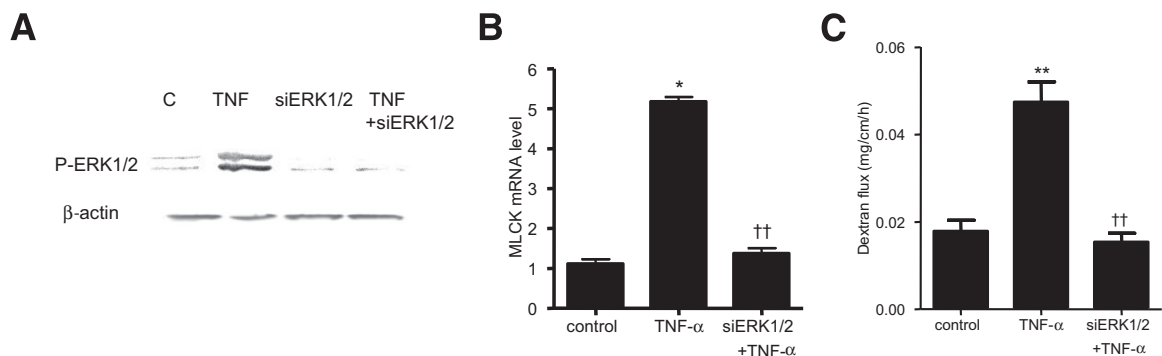 A
C TNF siERK1/2 TNF
+siERK1/2
P-ERK1/2
β-actin
B
MLCK mRNA level
6
5
4
3
2
1
0
*
††
control TNF-α siERK1/2
+TNF-α
C
Dextran flux (mg/cm/h)
0.06
0.04
0.02
0.00
**
††
control TNF-α siERK1/2
+TNF-α